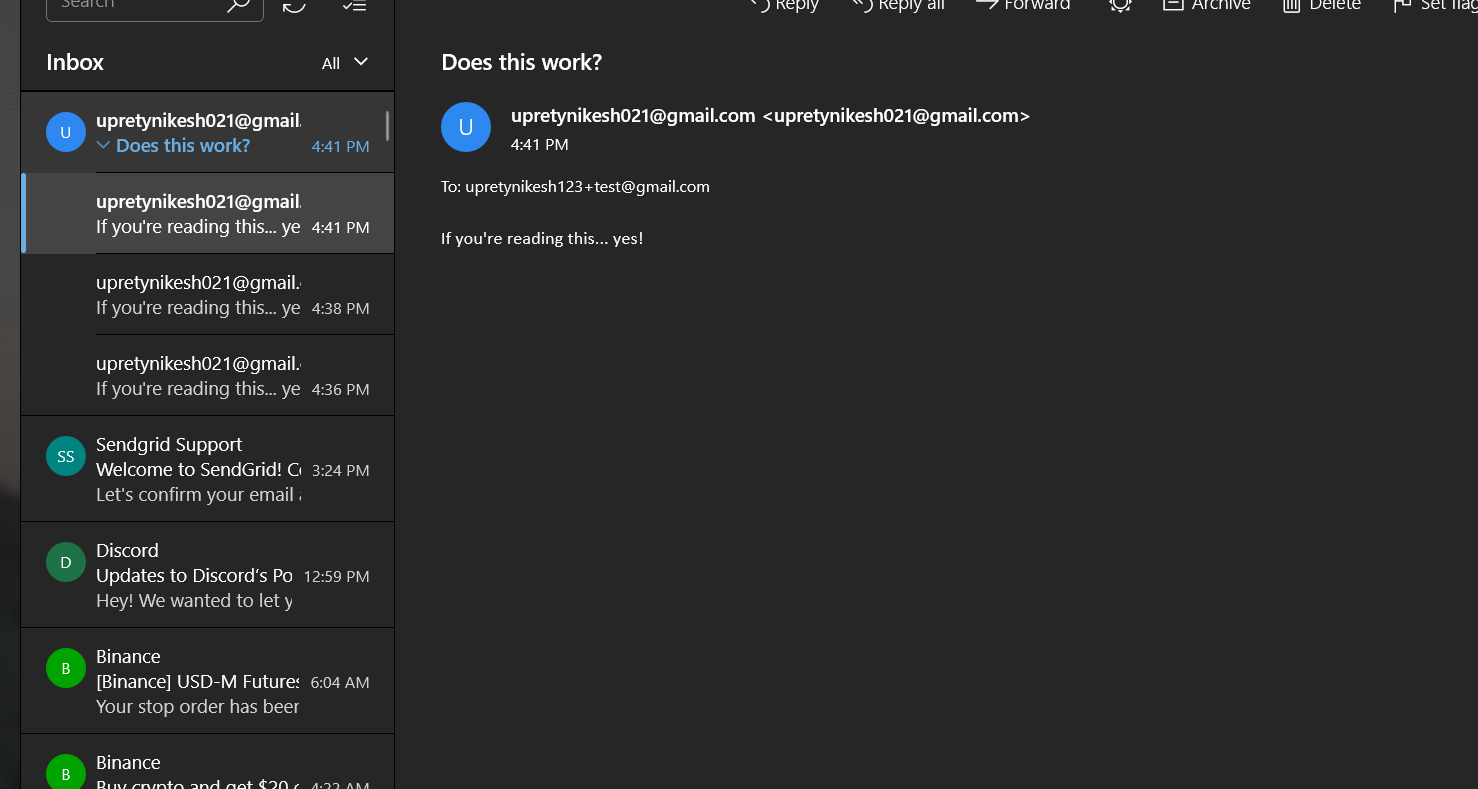 Search
Reply
Reply all
Forward
Archive
Delete
Set flag
Inbox
All
U
upretynikesh021@gmail.
Does this work?
4:41 PM
upretynikesh021@gmail.
If you're reading this... ye
4:41 PM
upretynikesh021@gmail.
If you're reading this... ye
4:38 PM
upretynikesh021@gmail.
If you're reading this... ye
4:36 PM
SS
Sendgrid Support
Welcome to SendGrid! Co
3:24 PM
Let's confirm your email a
D
Discord
Updates to Discord's Po
12:59 PM
Hey! We wanted to let y
B
Binance
[Binance] USD-M Futures
6:04 AM
Your stop order has been
B
Binance
Buy crypto and get $20
4:22 AM
Does this work?
U
upretynikesh021@gmail.com <upretynikesh021@gmail.com>
4:41 PM
To: upretynikesh123+test@gmail.com
If you're reading this... yes!